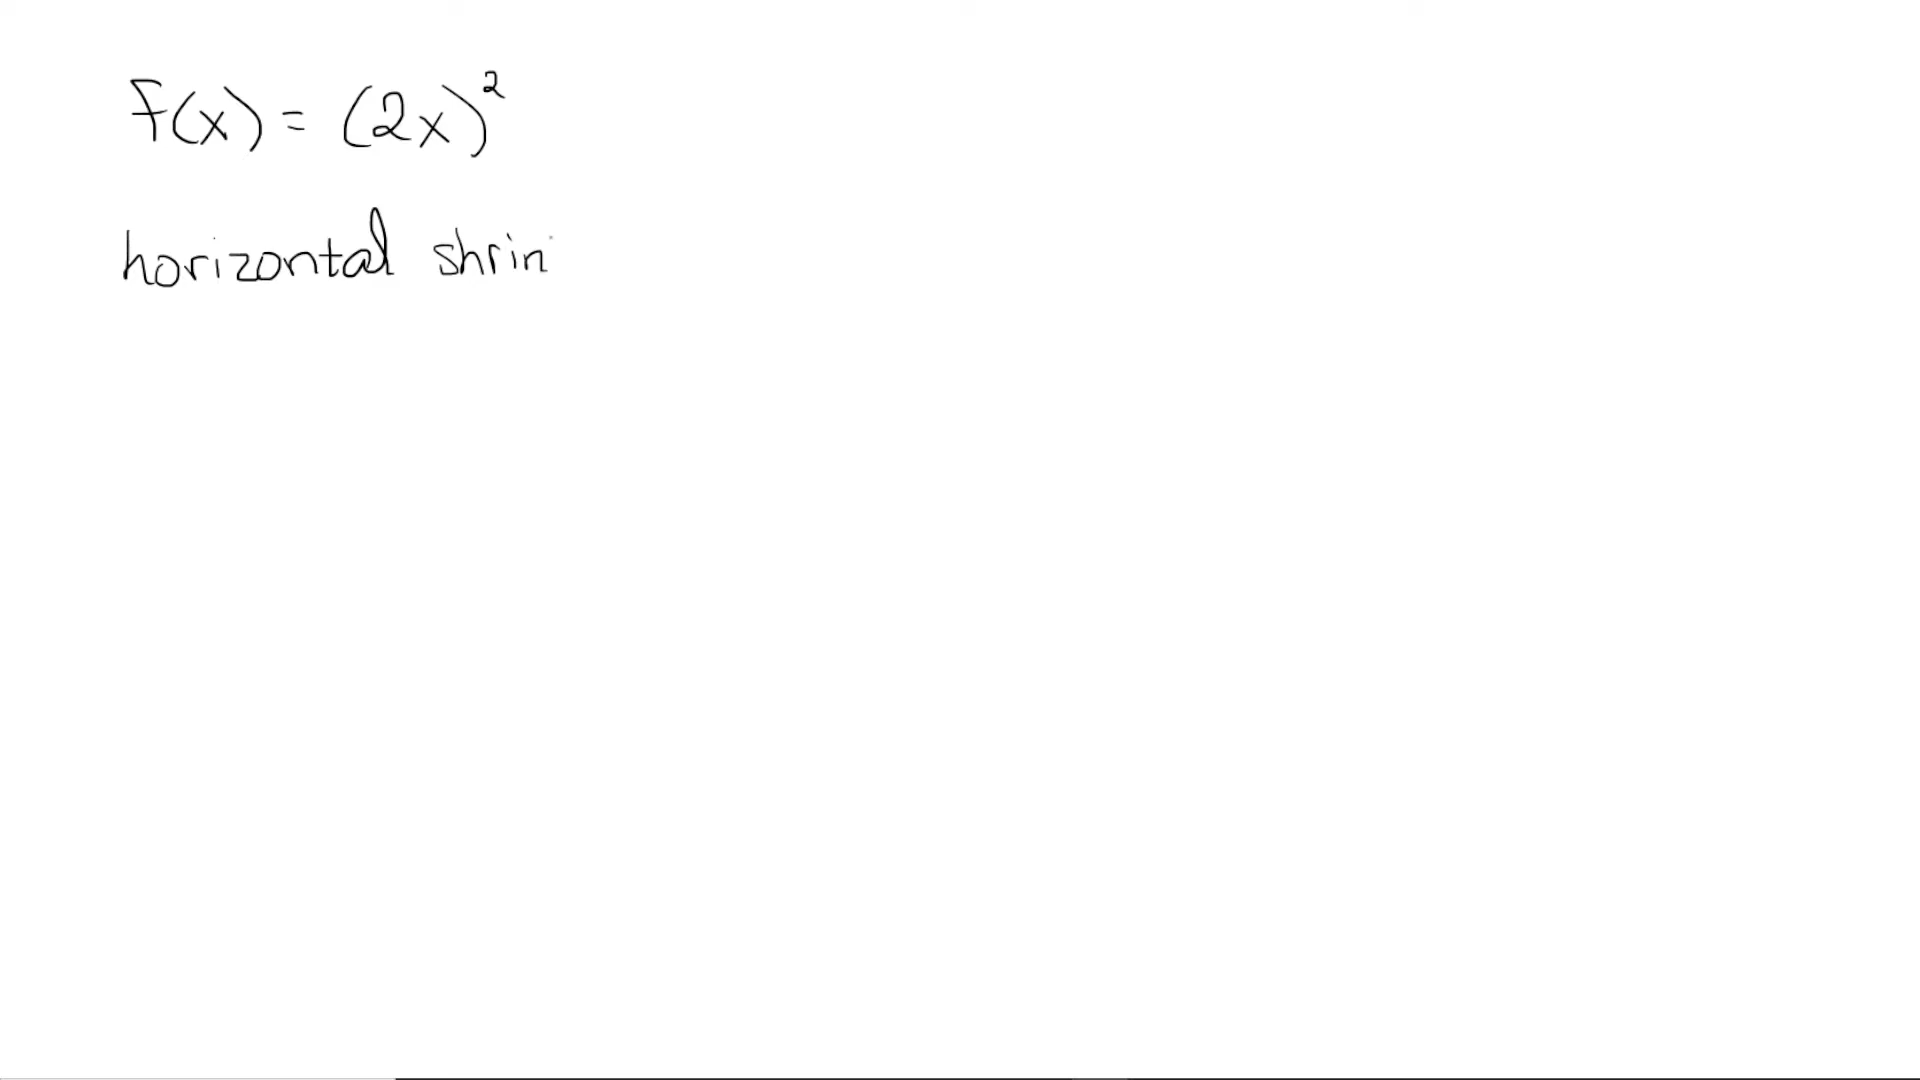 f(x) = (2x)²
horizontal shrin